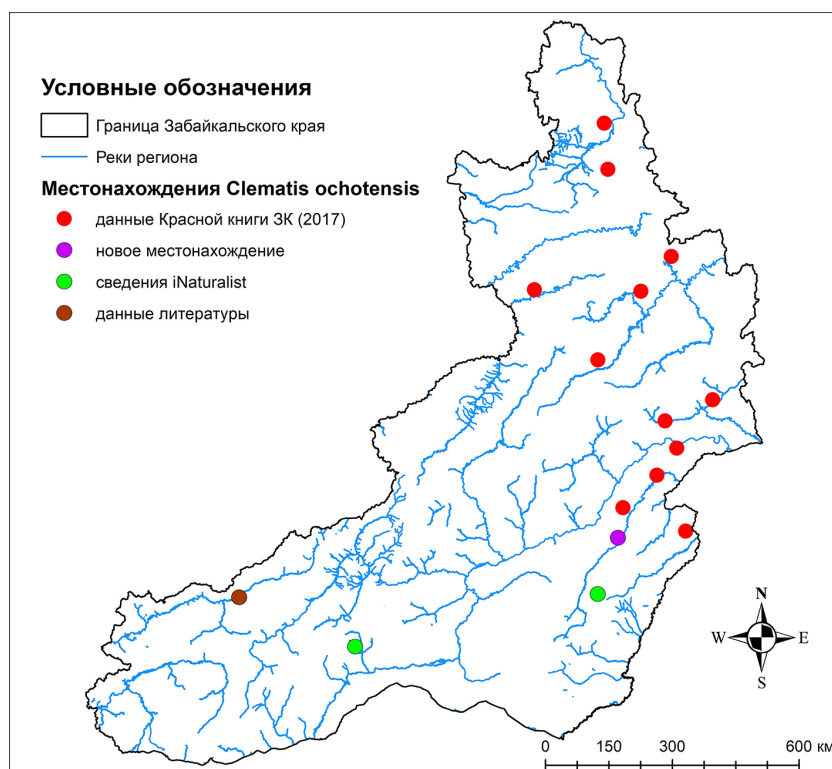 Условные обозначения
Граница Забайкальского края
Реки региона
Местонахождения Clematis ochotensis
данные Красной книги ЗК (2017)
новое местонахождение
сведения iNaturalist
данные литературы
N
W E
S
0 150 300 600 км